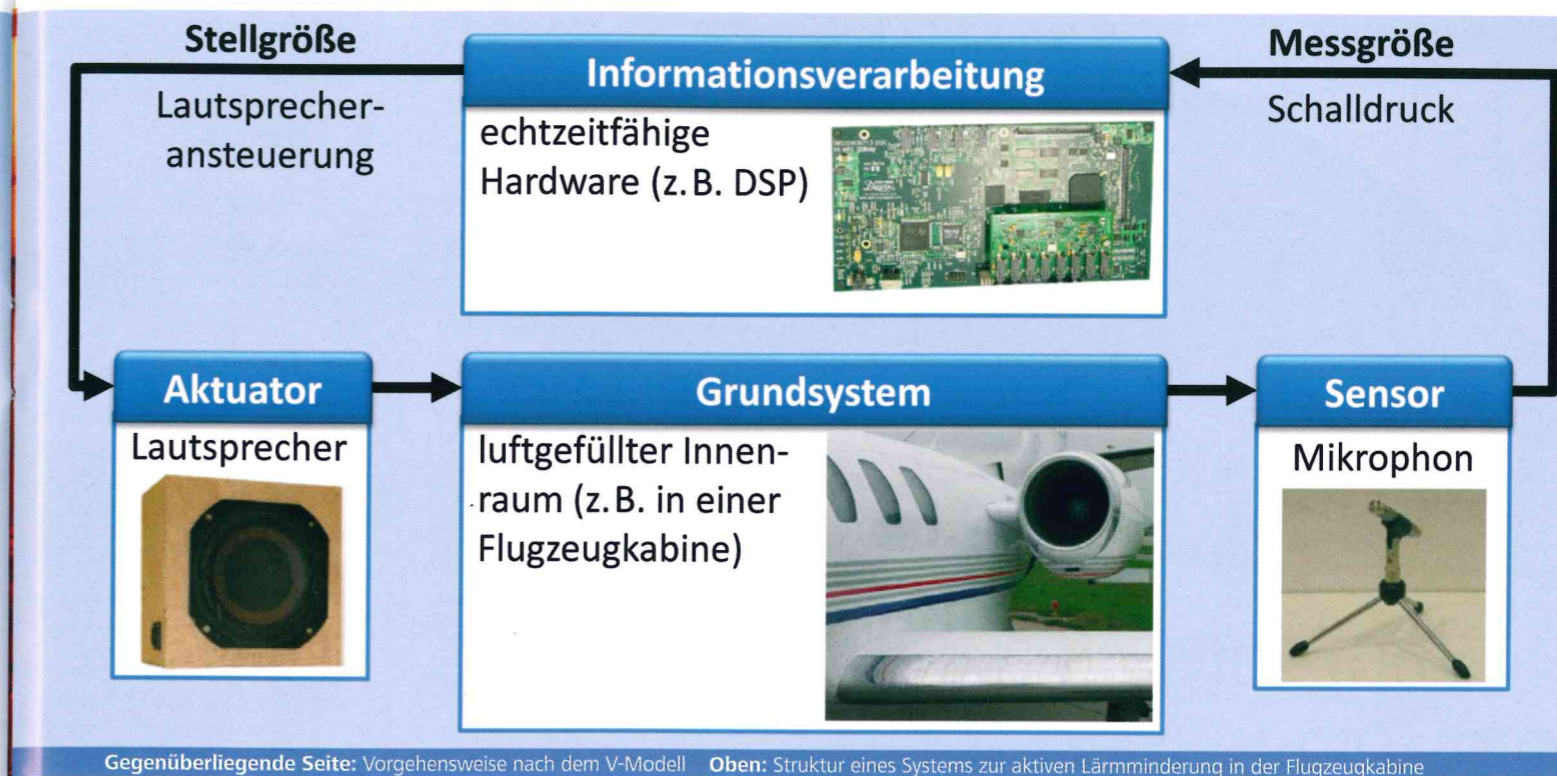 Stellgröße
Lautsprecher-
ansteuerung
Informationsverarbeitung
echtzeitfähige
Hardware (z.B. DSP)
Messgröße
Schalldruck
Aktuator
Lautsprecher
Grundsystem
luftgefüllter Innen-
raum (z.B. in einer
Flugzeugkabine)
Sensor
Mikrophon
Gegenüberliegende Seite: Vorgehensweise nach dem V-Modell Oben: Struktur eines Systems zur aktiven Lärmminderung in der Flugzeugkabine